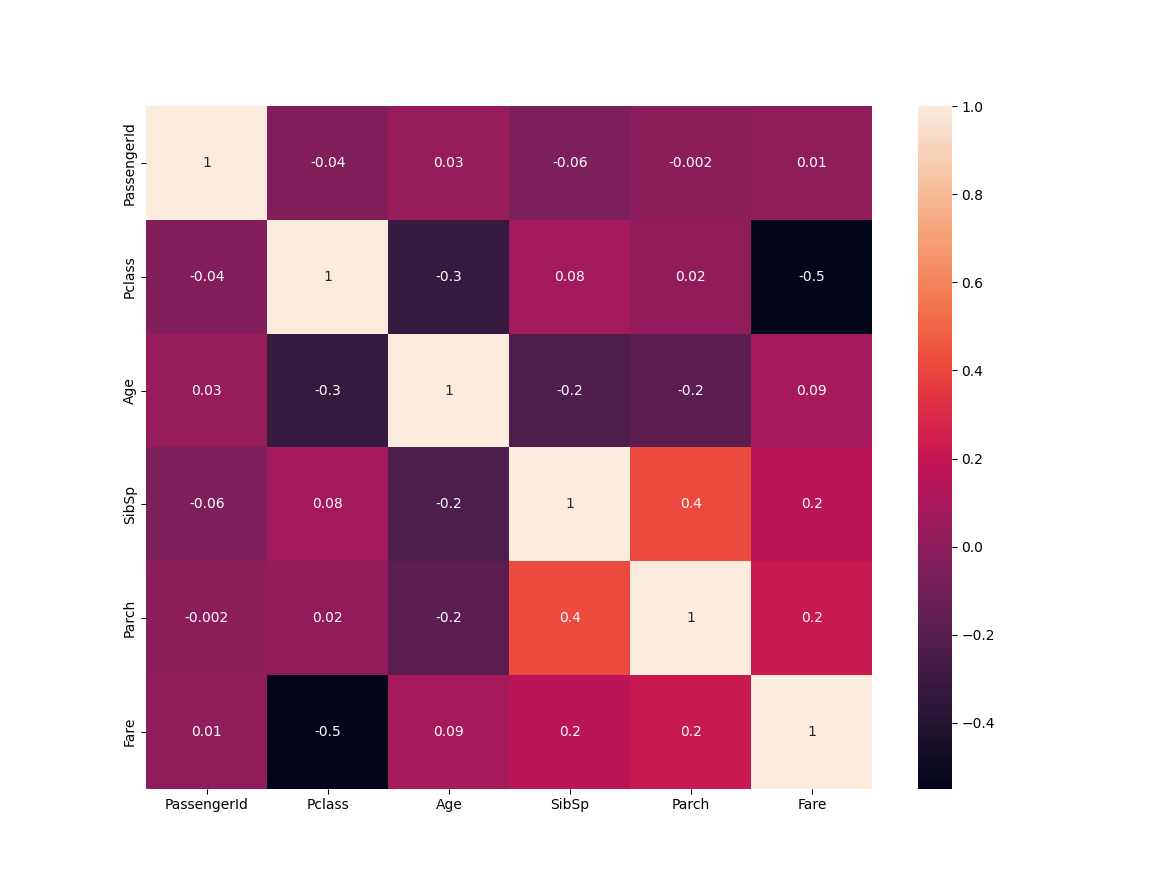 PassengerId 1 -0.04 0.03 -0.06 -0.002 0.01
Pclass -0.04 1 -0.3 0.08 0.02 -0.5
Age 0.03 -0.3 1 -0.2 -0.2 0.09
SibSp -0.06 0.08 -0.2 1 0.4 0.2
Parch -0.002 0.02 -0.2 0.4 1 0.2
Fare 0.01 -0.5 0.09 0.2 0.2 1
PassengerId Pclass Age SibSp Parch Fare
1.0
0.8
0.6
0.4
0.2
0.0
−0.2
−0.4